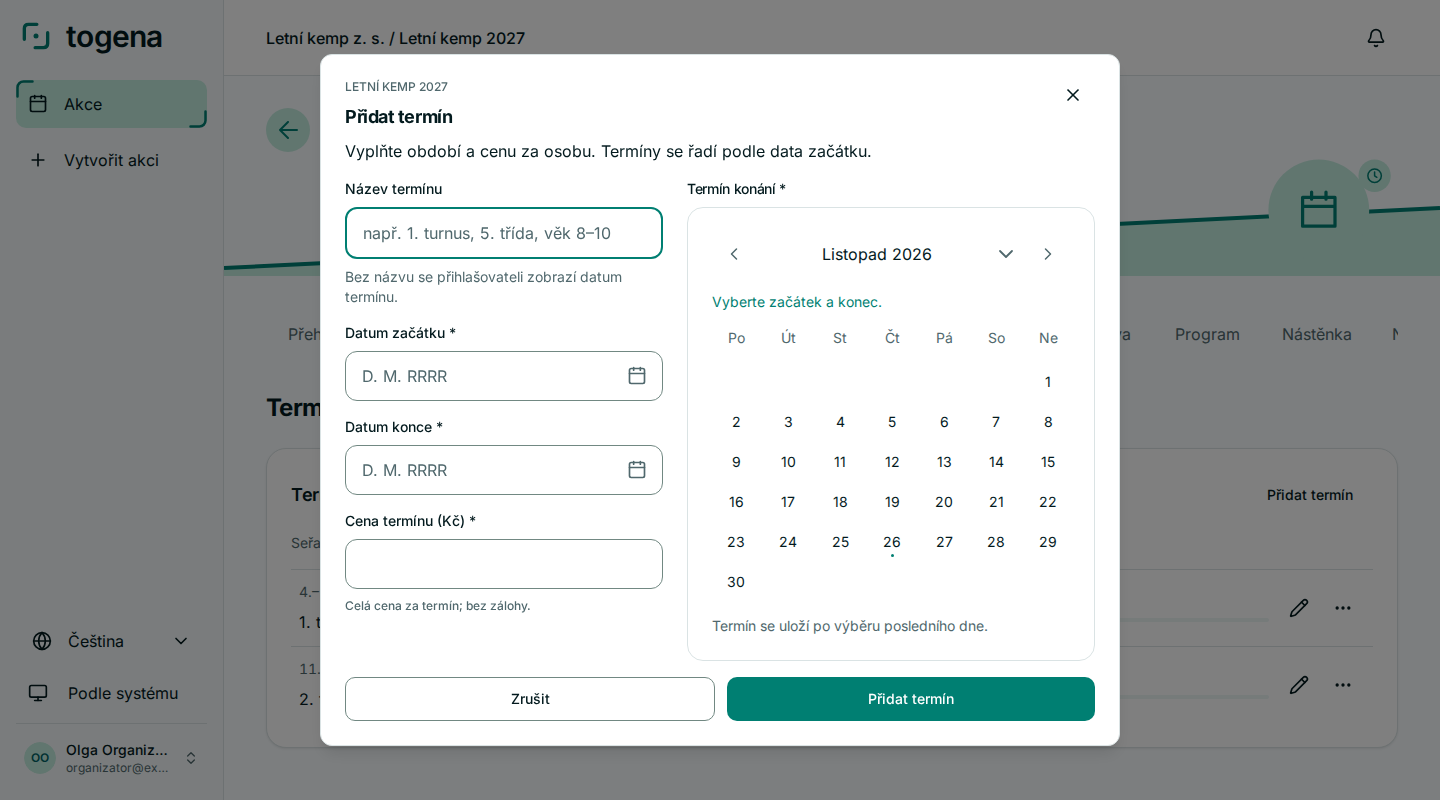 togena
Letní kemp z. s. / Letní kemp 2027
Akce
Vytvořit akci
LETNÍ KEMP 2027
Přidat termín
Vyplňte období a cenu za osobu. Termíny se řadí podle data začátku.
Název termínu
např. 1. turnus, 5. třída, věk 8–10
Bez názvu se přihlašovateli zobrazí datum
termínu.
Datum začátku *
D. M. RRRR
Datum konce *
D. M. RRRR
Cena termínu (Kč) *
Celá cena za termín; bez zálohy.
Termín konání *
Listopad 2026
Vyberte začátek a konec.
Po Út St Čt Pá So Ne
1
2 3 4 5 6 7 8
9 10 11 12 13 14 15
16 17 18 19 20 21 22
23 24 25 26 27 28 29
30
Termín se uloží po výběru posledního dne.
Zrušit
Přidat termín
Program
Nástěnka
Přidat termín
Čeština
Podle systému
OO
Olga Organiz...
organizator@ex...